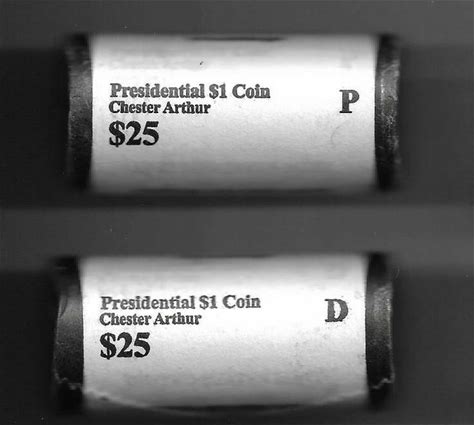 Presidential $1 Coin
Chester Arthur P
$25
Presidential $1 Coin
Chester Arthur D
$25